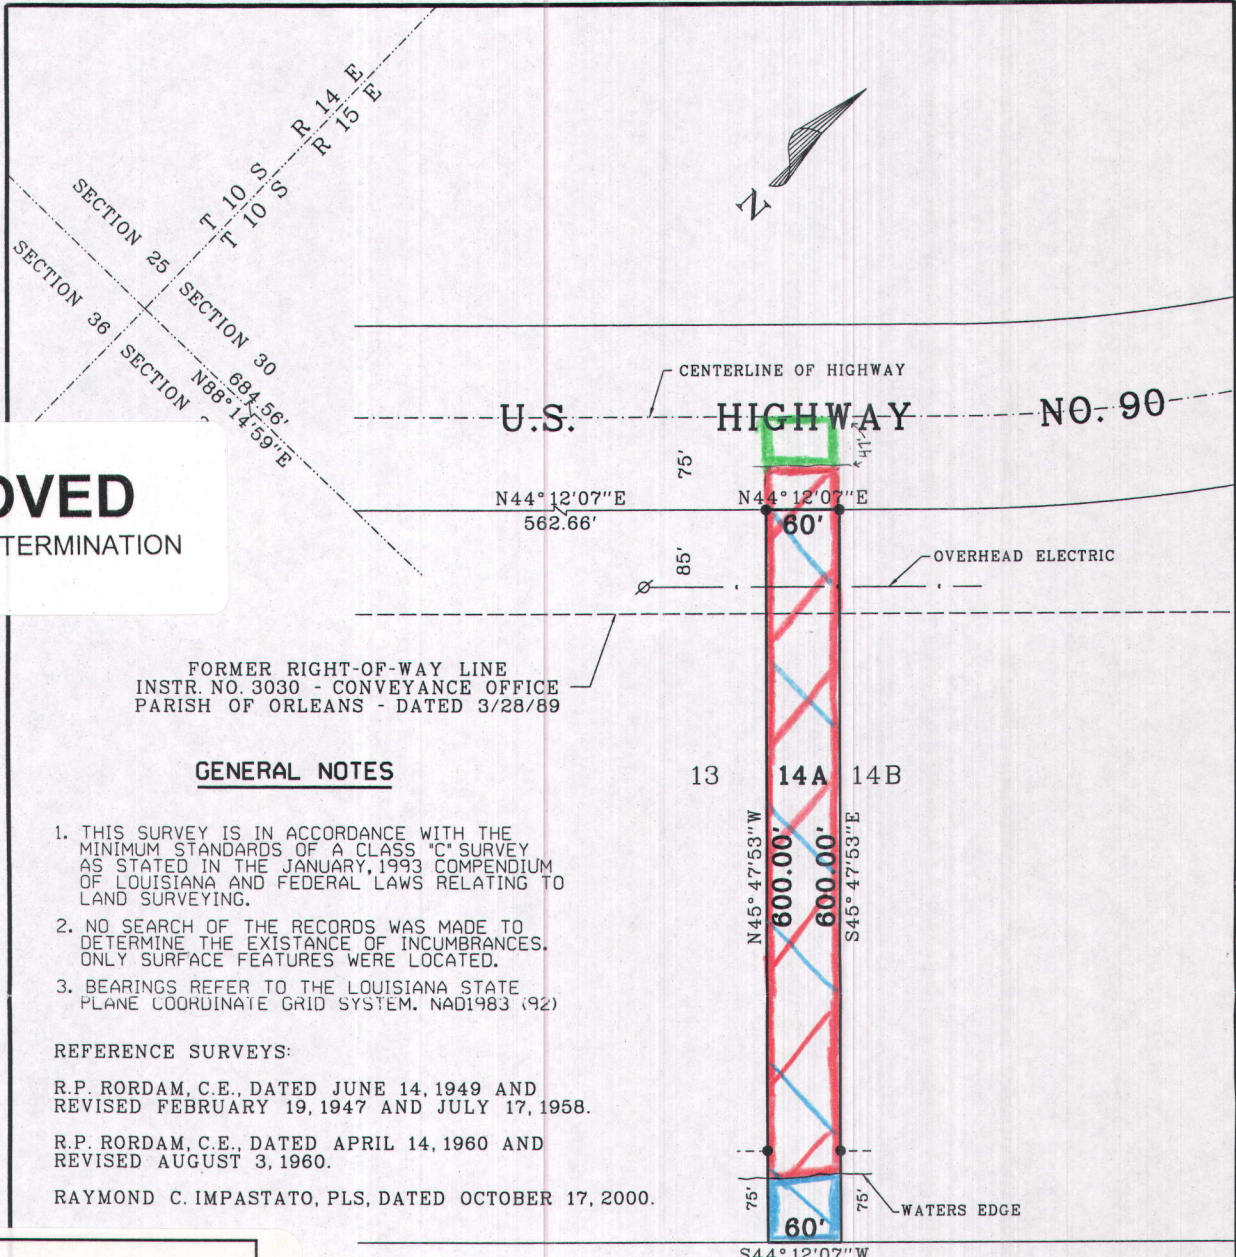 R 14 E
R 15 E
T 10 S
T 10 S
SECTION 25
SECTION 36
SECTION 30
SECTION
684.56'
N88°14'59"E
N
CENTERLINE OF HIGHWAY
U.S. HIGHWAY NO. 90
47'
75'
N44°12'07"E
562.66'
N44°12'07"E
60'
85'
OVERHEAD ELECTRIC
OVED
TERMINATION
FORMER RIGHT-OF-WAY LINE
INSTR. NO. 3030 - CONVEYANCE OFFICE
PARISH OF ORLEANS - DATED 3/28/89
GENERAL NOTES
1. THIS SURVEY IS IN ACCORDANCE WITH THE
MINIMUM STANDARDS OF A CLASS "C" SURVEY
AS STATED IN THE JANUARY, 1993 COMPENDIUM
OF LOUISIANA AND FEDERAL LAWS RELATING TO
LAND SURVEYING.
2. NO SEARCH OF THE RECORDS WAS MADE TO
DETERMINE THE EXISTANCE OF INCUMBRANCES.
ONLY SURFACE FEATURES WERE LOCATED.
3. BEARINGS REFER TO THE LOUISIANA STATE
PLANE COORDINATE GRID SYSTEM. NAD1983 (92)
REFERENCE SURVEYS:
R.P. RORDAM, C.E., DATED JUNE 14, 1949 AND
REVISED FEBRUARY 19, 1947 AND JULY 17, 1958.
R.P. RORDAM, C.E., DATED APRIL 14, 1960 AND
REVISED AUGUST 3, 1960.
RAYMOND C. IMPASTATO, PLS, DATED OCTOBER 17, 2000.
13 14A 14B
N45°47'53"W
600.00'
600.00'
S45°47'53"E
75'
75'
WATERS EDGE
60'
S44°12'07"W